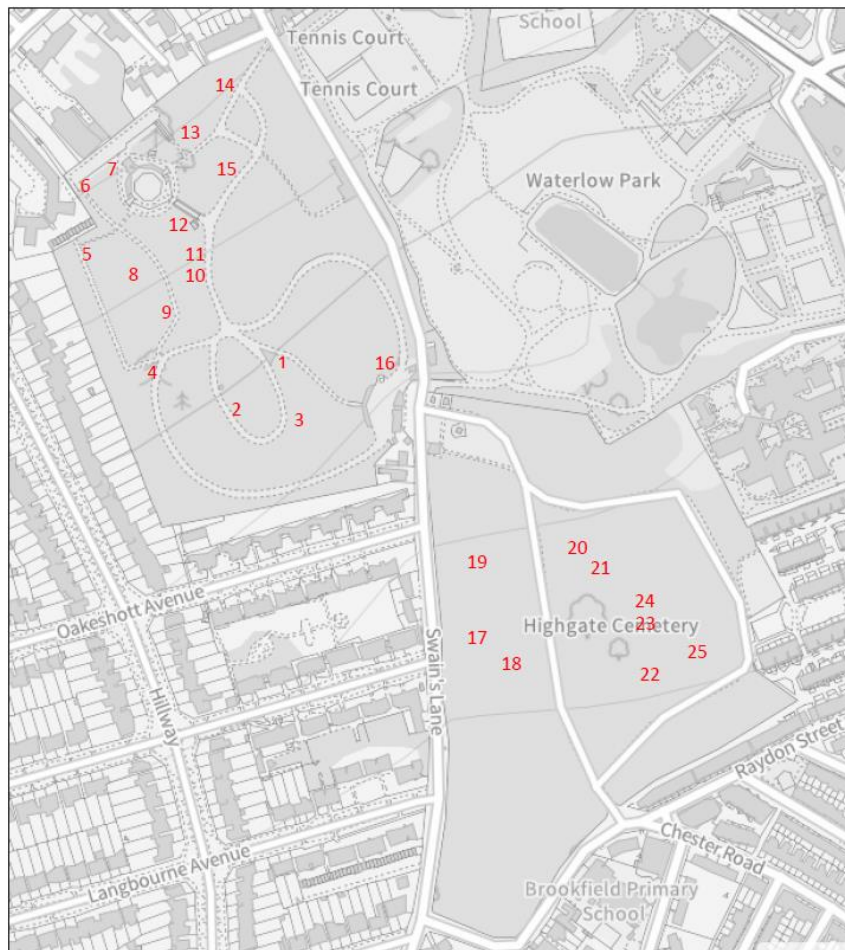 School
Tennis Court
Tennis Court
14
13
15
7
6
Waterlow Park
12
5
11
8
10
9
1
16
4
2
3
20
19
21
24
Highgate Cemetery
23
17
25
18
22
Oakeshott Avenue
Swain's Lane
Hillway
Raydon Street
Chester Road
Langbourne Avenue
Brookfield Primary
School